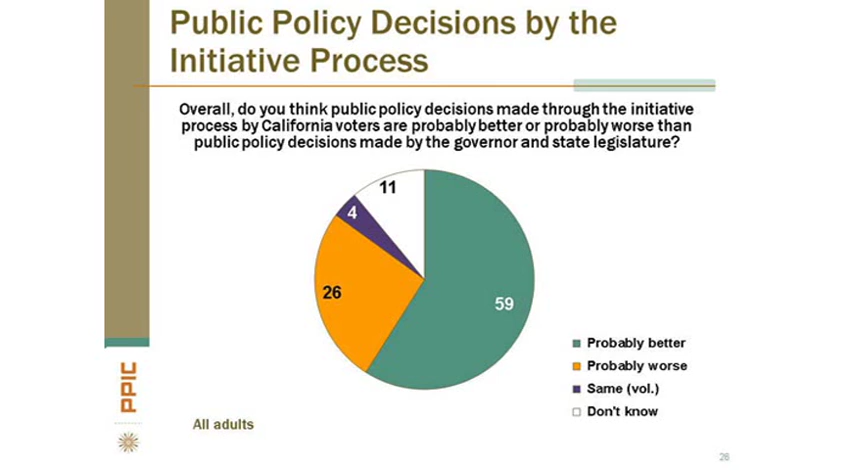 Public Policy Decisions by the
Initiative Process
Overall, do you think public policy decisions made through the initiative
process by California voters are probably better or probably worse than
public policy decisions made by the governor and state legislature?
11
4
26
59
Probably better
Probably worse
Same (vol.)
Don't know
PPIC
All adults
28